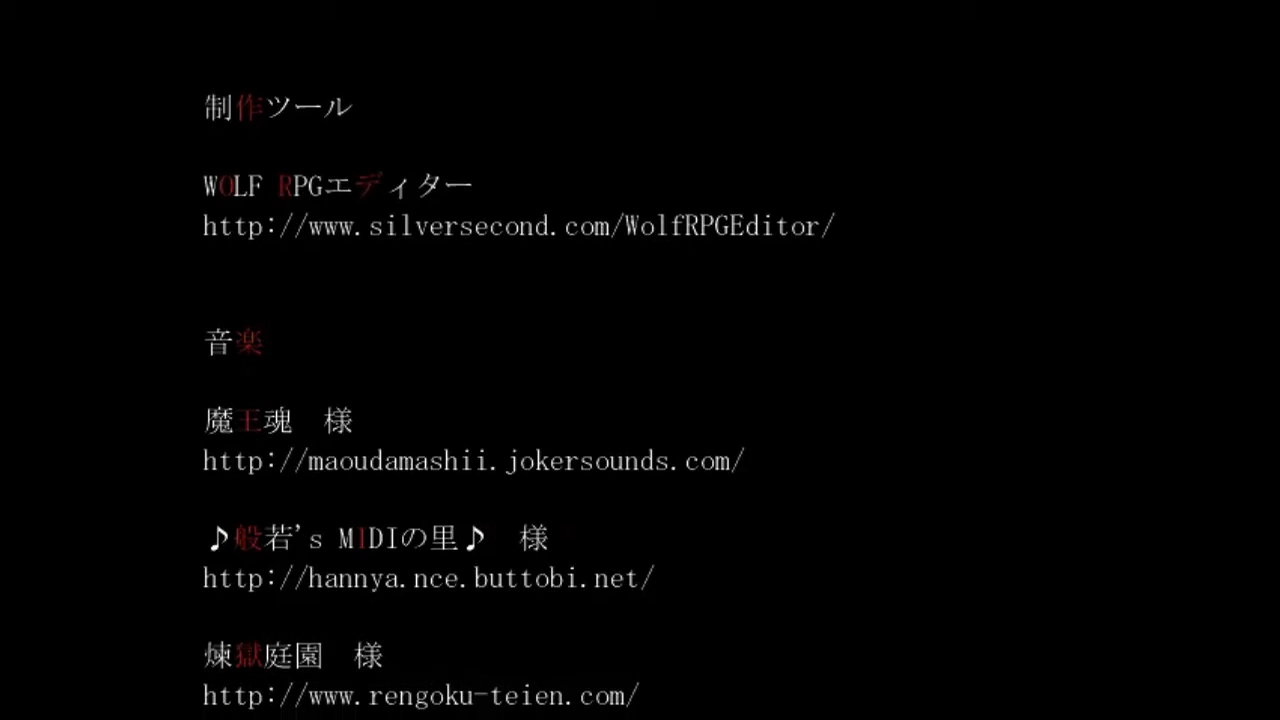 制作ツール
WOLF RPGエディター
http://www.silversecond.com/WolfRPGEditor/
音楽
魔王魂　様
http://maoudamashii.jokersounds.com/
♪般若's MIDIの里♪　様
http://hannya.nce.buttobi.net/
煉獄庭園　様
http://www.rengoku-teien.com/